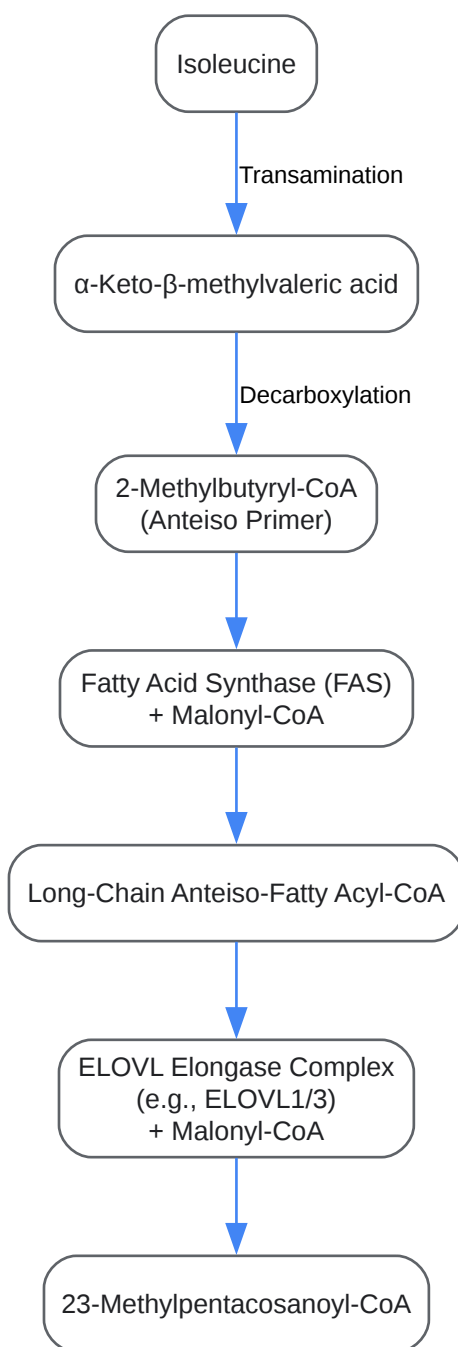 Isoleucine
Transamination
α-Keto-β-methylvaleric acid
Decarboxylation
2-Methylbutyryl-CoA
(Anteiso Primer)
Fatty Acid Synthase (FAS)
+ Malonyl-CoA
Long-Chain Anteiso-Fatty Acyl-CoA
ELOVL Elongase Complex
(e.g., ELOVL1/3)
+ Malonyl-CoA
23-Methylpentacosanoyl-CoA